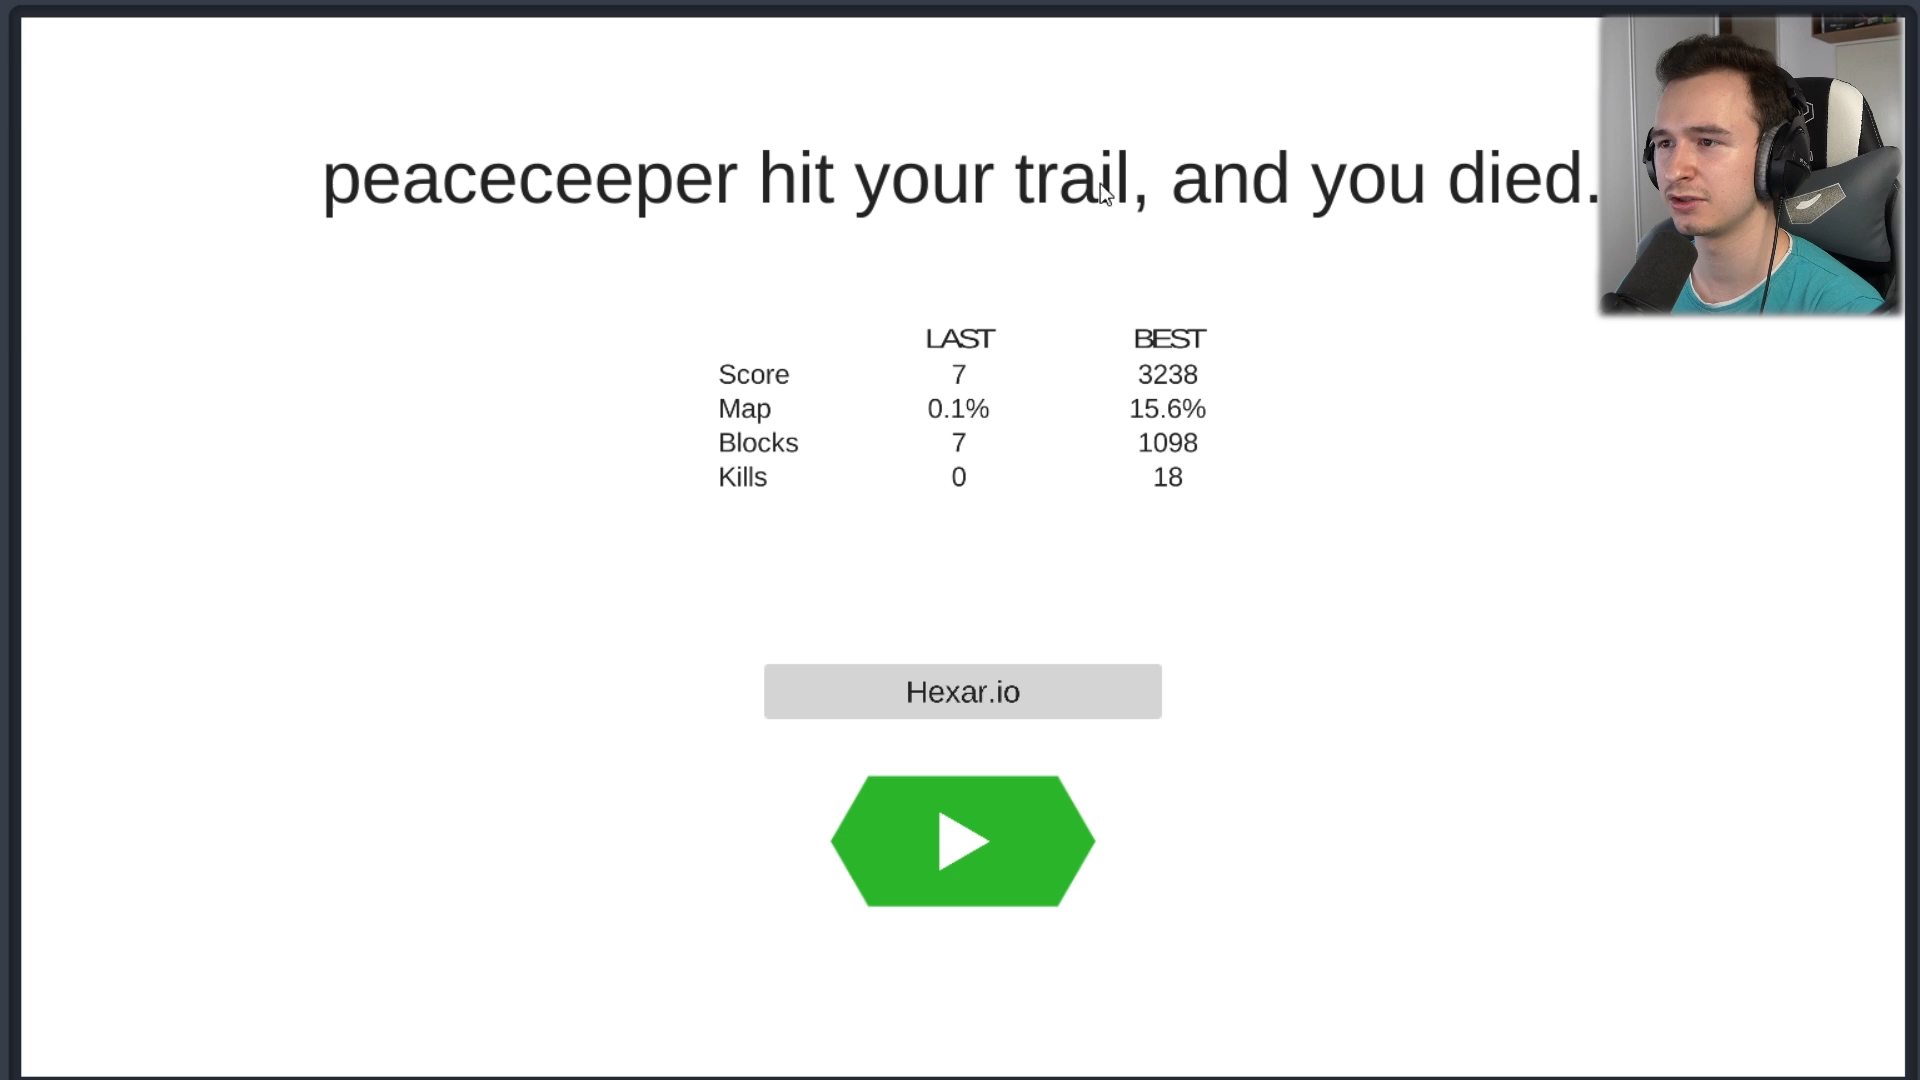 peaceceeper hit your trail, and you died.
LAST BEST
Score 7 3238
Map 0.1% 15.6%
Blocks 7 1098
Kills 0 18
Hexar.io